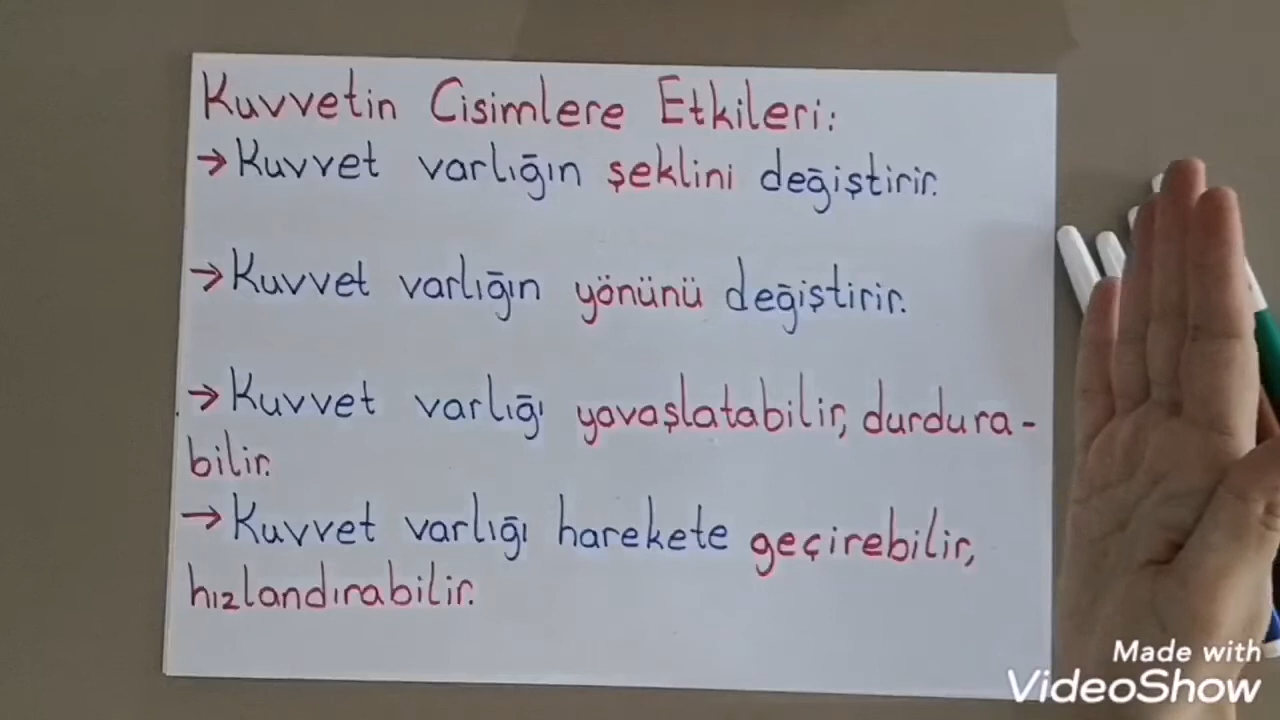 Kuvvetin Cisimlere Etkileri:
→Kuvvet varlığın şeklini değiştirir.
→Kuvvet varlığın yönünü değiştirir.
→Kuvvet varlığı yavaşlatabilir, durdura-
bilir.
→Kuvvet varlığı harekete geçirebilir,
hızlandırabilir.
Made with
VideoShow